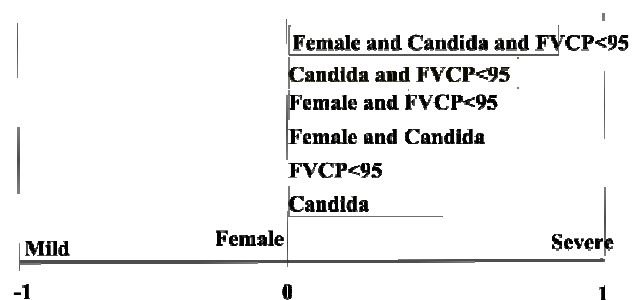 Female and Candida and FVCP<95
Candida and FVCP<95
Female and FVCP<95
Female and Candida
FVCP<95
Candida
Female
Mild
Severe
-1 0 1